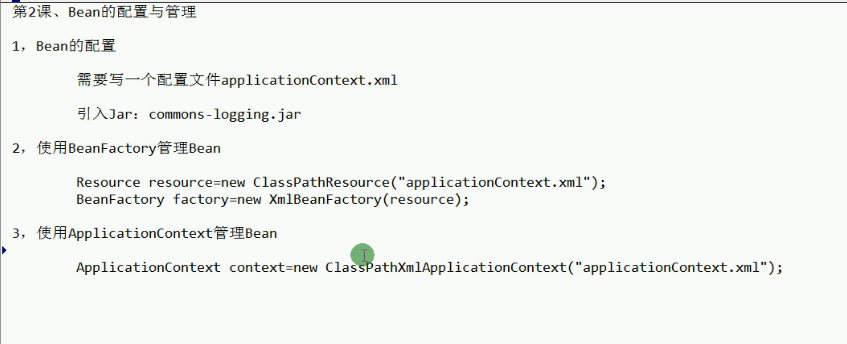 第2课、Bean的配置与管理
1，Bean的配置
需要写一个配置文件applicationContext.xml
引入Jar：commons-logging.jar
2，使用BeanFactory管理Bean
Resource resource=new ClassPathResource("applicationContext.xml");
BeanFactory factory=new XmlBeanFactory(resource);
3，使用ApplicationContext管理Bean
ApplicationContext context=new ClassPathXmlApplicationContext("applicationContext.xml");